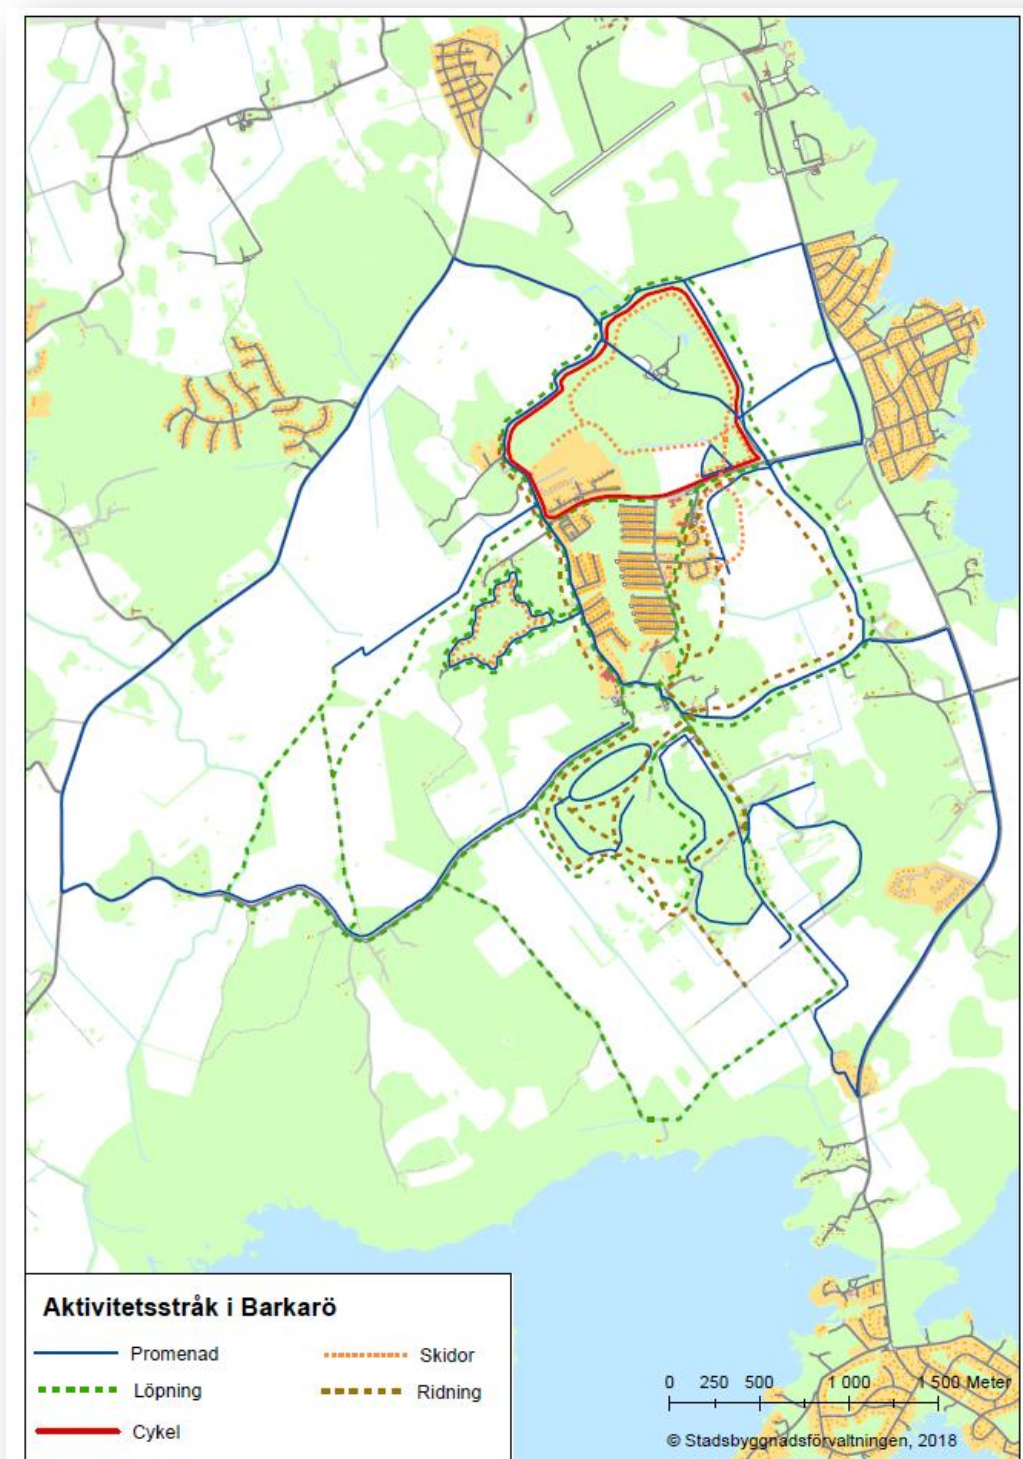 Aktivitetsstråk i Barkarö
Promenad
Löpning
Cykel
Skidor
Ridning
0 250 500 1 000 1 500 Meter
© Stadsbyggnadsförvaltningen, 2018